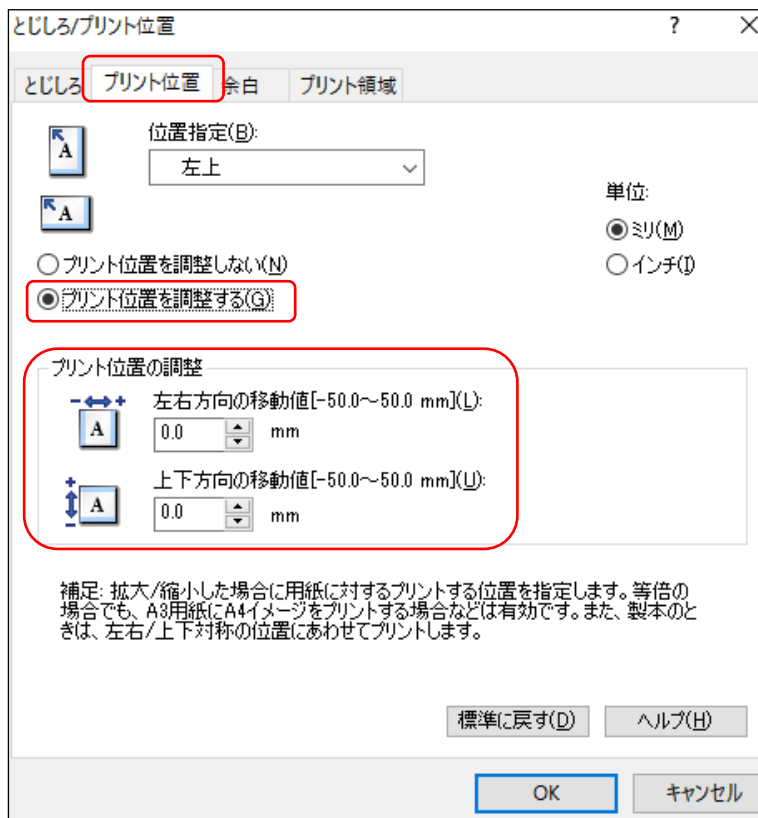 とじしろ/プリント位置 ?
とじしろ プリント位置 余白 プリント領域
位置指定(B):
A
左上
A
単位:
ミリ(M)
プリント位置を調整しない(N)
インチ(I)
プリント位置を調整する(G)
プリント位置の調整
- +
左右方向の移動値[-50.0~50.0 mm](L):
A
0.0 mm
+
上下方向の移動値[-50.0~50.0 mm](U):
A
0.0 mm
-
補足: 拡大/縮小した場合に用紙に対するプリントする位置を指定します。等倍の
場合でも、A3用紙にA4イメージをプリントする場合などは有効です。また、製本のと
きは、左右/上下対称の位置にあわせてプリントします。
標準に戻す(D) ヘルプ(H)
OK キャンセル